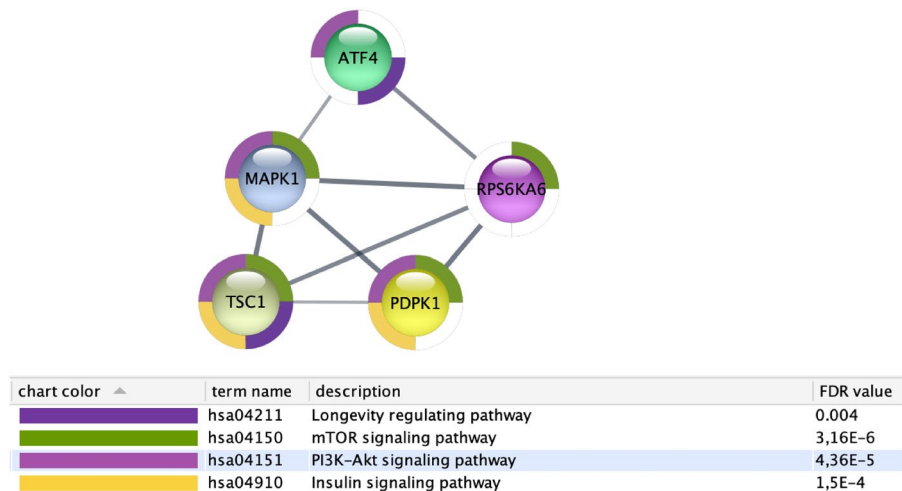 ATF4
MAPK1
RPS6KA6
TSC1
PDPK1
chart color term name description FDR value
hsa04211 Longevity regulating pathway 0.004
hsa04150 mTOR signaling pathway 3,16E-6
hsa04151 PI3K-Akt signaling pathway 4,36E-5
hsa04910 Insulin signaling pathway 1,5E-4